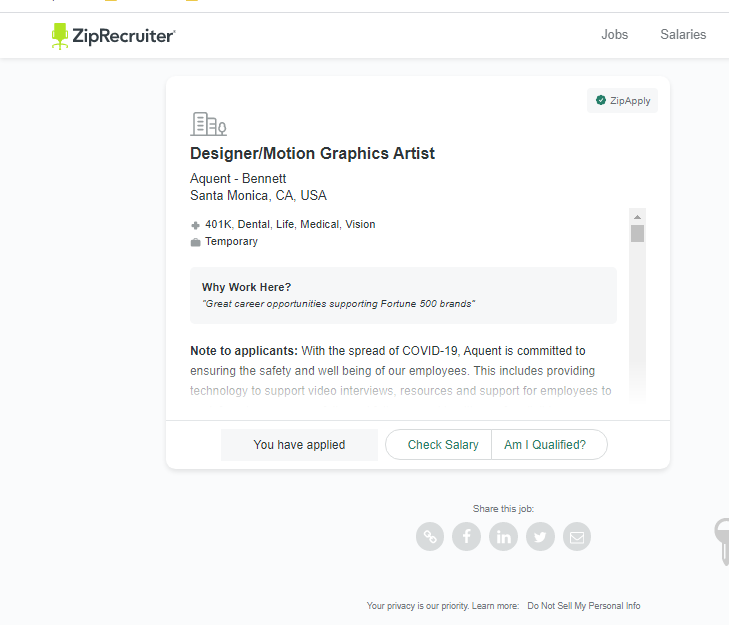 ZipRecruiter
Jobs
Salaries
ZipApply
Designer/Motion Graphics Artist
Aquent - Bennett
Santa Monica, CA, USA
401K, Dental, Life, Medical, Vision
Temporary
Why Work Here?
“Great career opportunities supporting Fortune 500 brands”
Note to applicants: With the spread of COVID-19, Aquent is committed to
ensuring the safety and well being of our employees. This includes providing
technology to support video interviews, resources and support for employees to
You have applied
Check Salary
Am I Qualified?
Share this job:
Your privacy is our priority. Learn more: Do Not Sell My Personal Info